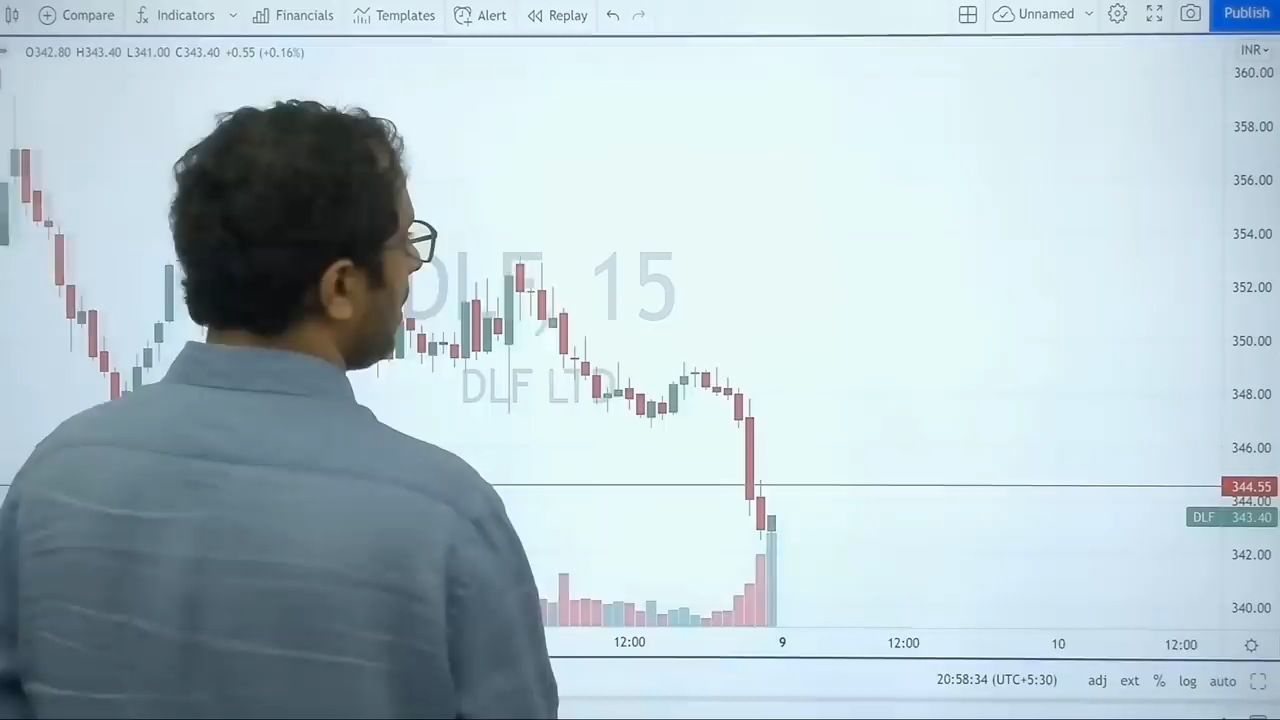 Compare Indicators Financials Templates Alert Replay Unnamed Publish
O342.80 H343.40 L341.00 C343.40 +0.55 (+0.16%) INR
360.00
358.00
356.00
354.00
DLF, 15
352.00
350.00
DLF LTD
348.00
346.00
344.55
344.00
DLF 343.40
342.00
340.00
12:00 9 12:00 10 12:00
20:58:34 (UTC+5:30) adj ext % log auto